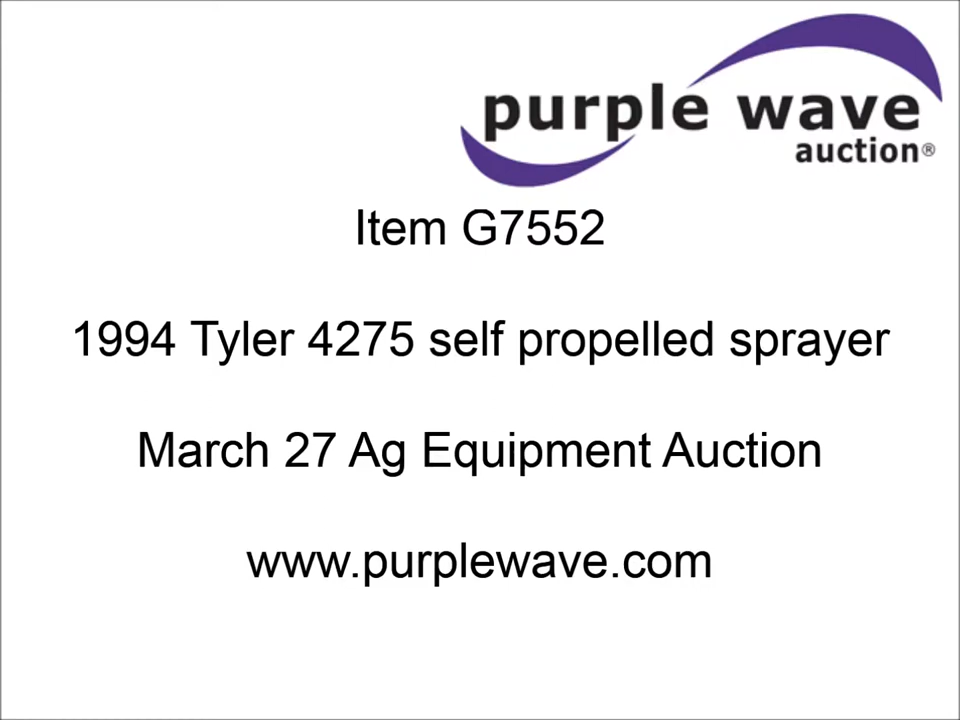 purple wave
auction®
Item G7552
1994 Tyler 4275 self propelled sprayer
March 27 Ag Equipment Auction
www.purplewave.com